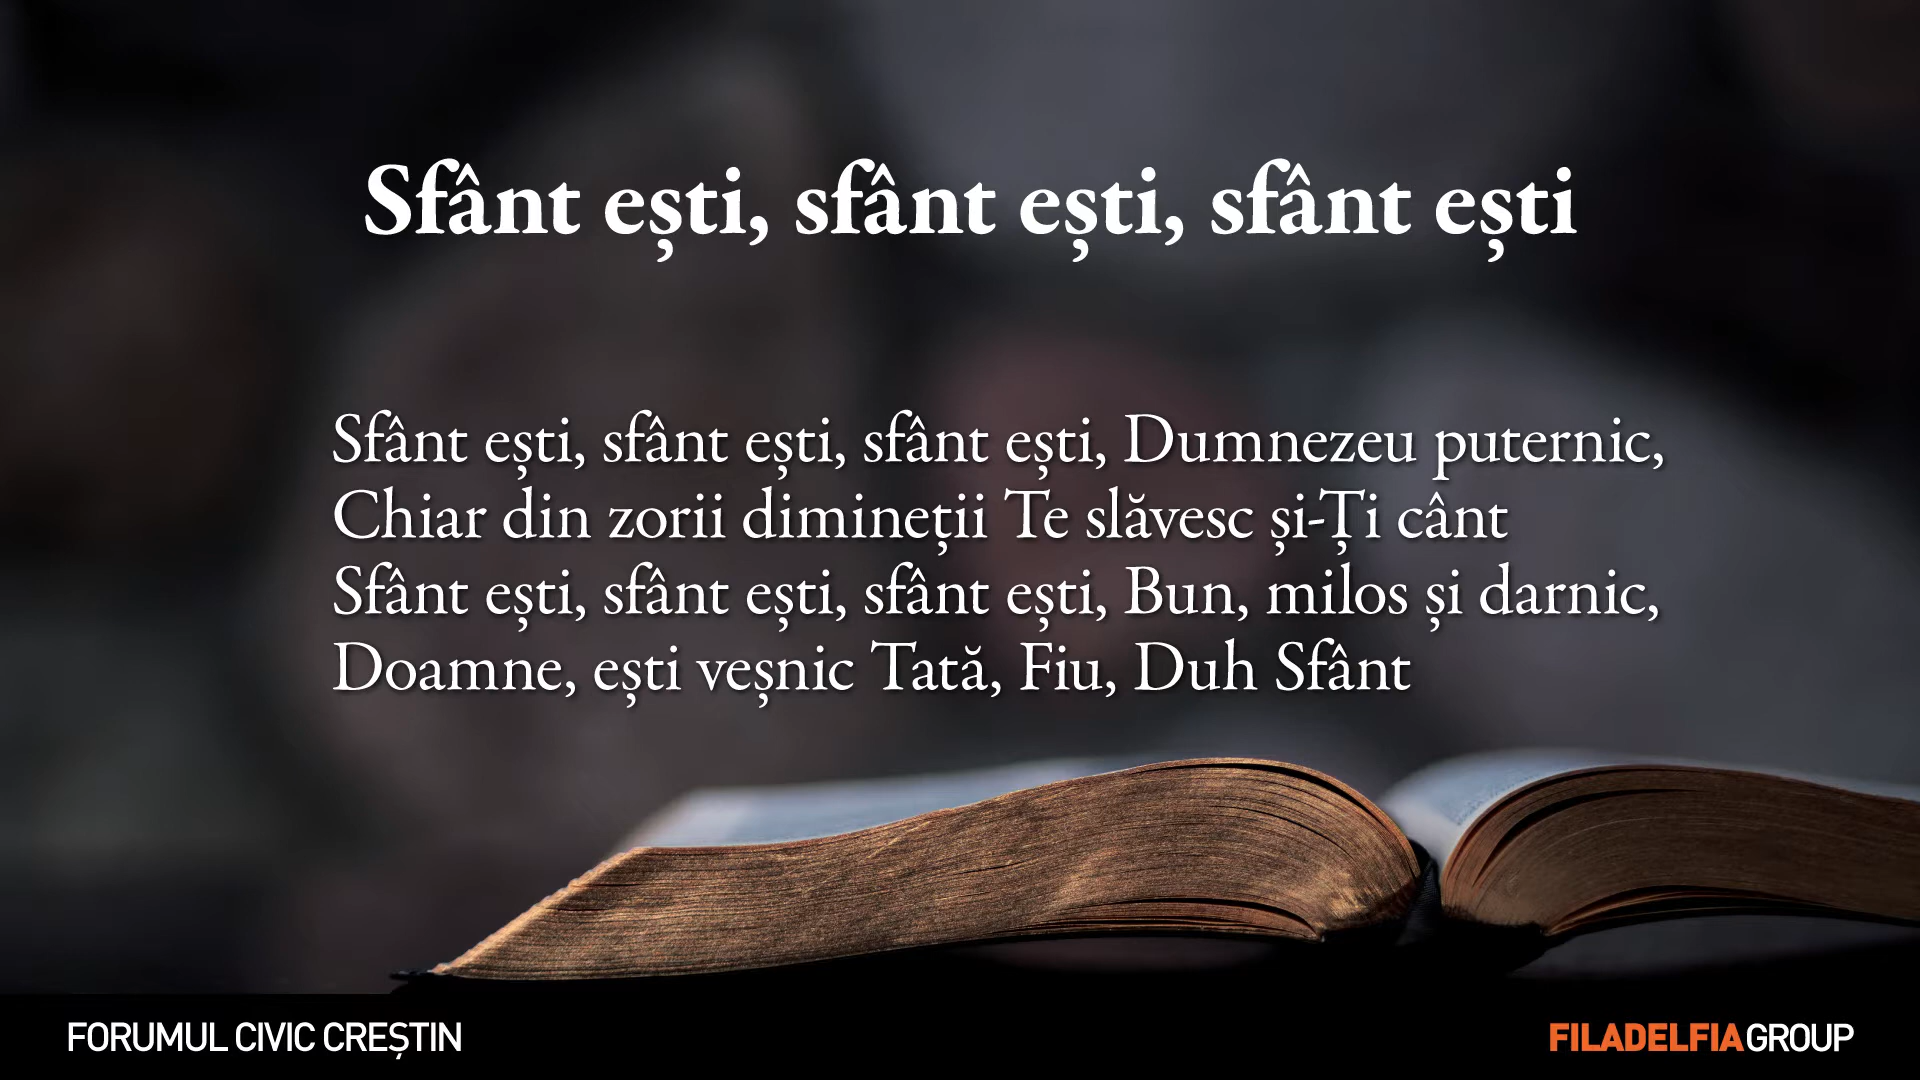 Sfânt ești, sfânt ești, sfânt ești
Sfânt ești, sfânt ești, sfânt ești, Dumnezeu puternic,
Chiar din zorii dimineții Te slăvesc și-Ți cânt
Sfânt ești, sfânt ești, sfânt ești, Bun, milos și darnic,
Doamne, ești veșnic Tată, Fiu, Duh Sfânt
FORUMUL CIVIC CREȘTIN
FILADELFIAGROUP